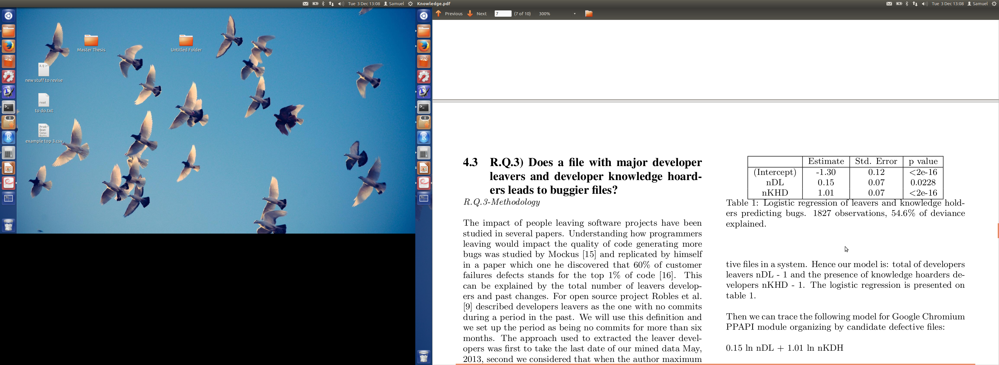 Tue 3 Dec 13:08 Samuel
Master Thesis
Untitled Folder
R.Q r
new stuff to revise
read
to do.txt
Prodt
Bean
Coca-
example top 3.csv
8
Knowledge.pdf
Tue 3 Dec 13:08 Samuel
Previous Next 7 (7 of 10) 300%
8
4.3 R.Q.3) Does a file with major developer
leavers and developer knowledge hoard-
ers leads to buggier files?
R.Q.3-Methodology
The impact of people leaving software projects have been
studied in several papers. Understanding how programmers
leaving would impact the quality of code generating more
bugs was studied by Mockus [15] and replicated by himself
in a paper which one he discovered that 60% of customer
failures defects stands for the top 1% of code [16]. This
can be explained by the total number of leavers develop-
ers and past changes. For open source project Robles et al.
[9] described developers leavers as the one with no commits
during a period in the past. We will use this definition and
we set up the period as being no commits for more than six
months. The approach used to extracted the leaver devel-
opers was first to take the last date of our mined data May,
2013, second we considered that when the author maximum
Estimate Std. Error p value
(Intercept) -1.30 0.12 <2e-16
nDL 0.15 0.07 0.0228
nKHD 1.01 0.07 <2e-16
Table 1: Logistic regression of leavers and knowledge hold-
ers predicting bugs. 1827 observations, 54.6% of deviance
explained.
tive files in a system. Hence our model is: total of developers
leavers nDL - 1 and the presence of knowledge hoarders de-
velopers nKHD - 1. The logistic regression is presented on
table 1.
Then we can trace the following model for Google Chromium
PPAPI module organizing by candidate defective files:
0.15 ln nDL + 1.01 ln nKDH